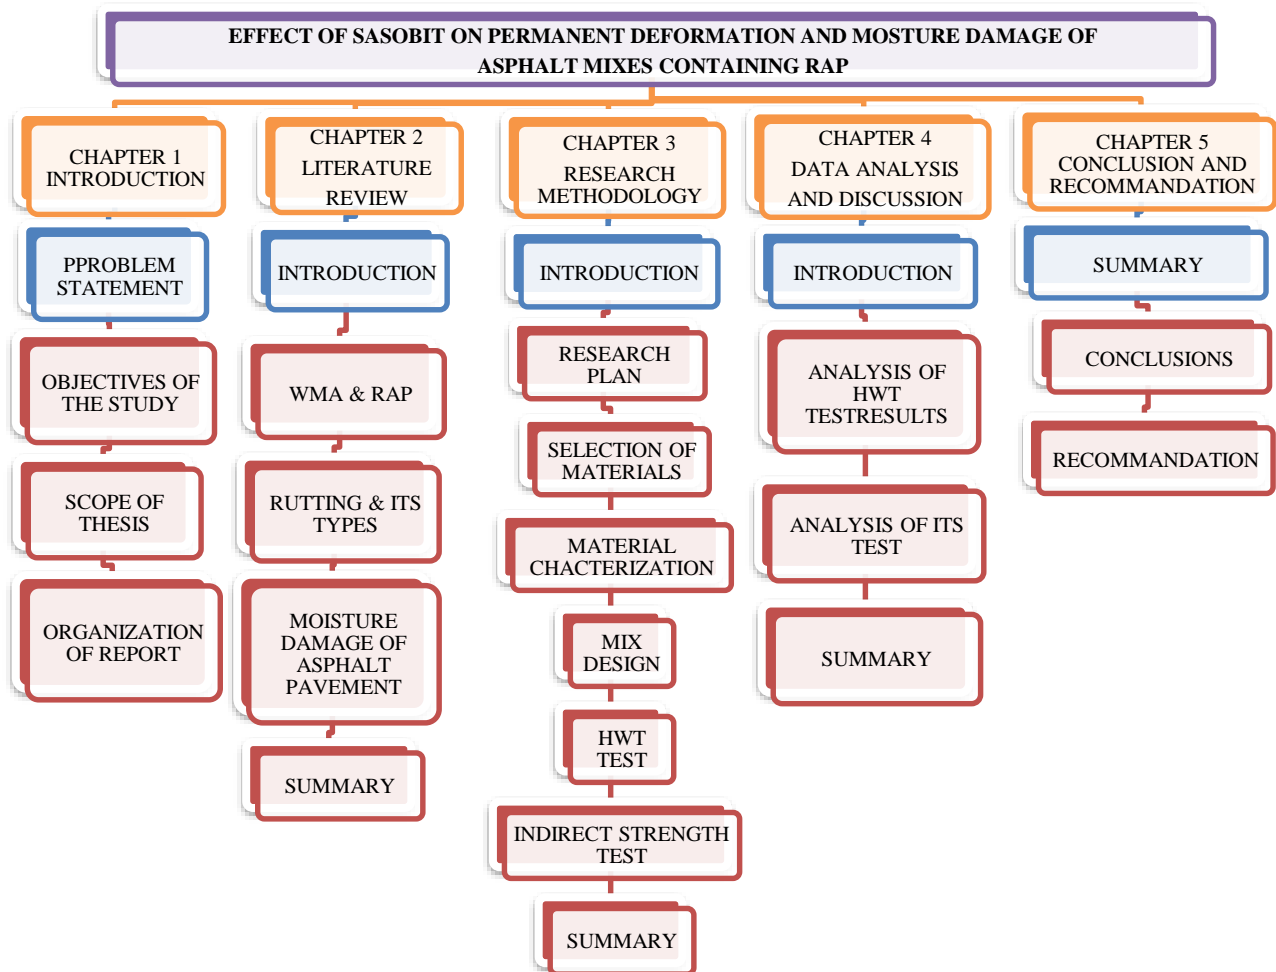 EFFECT OF SASOBIT ON PERMANENT DEFORMATION AND MOSTURE DAMAGE OF
ASPHALT MIXES CONTAINING RAP
CHAPTER 1
INTRODUCTION
PPROBLEM
STATEMENT
OBJECTIVES OF
THE STUDY
SCOPE OF
THESIS
ORGANIZATION
OF REPORT
CHAPTER 2
LITERATURE
REVIEW
INTRODUCTION
WMA & RAP
RUTTING & ITS
TYPES
MOISTURE
DAMAGE OF
ASPHALT
PAVEMENT
SUMMARY
CHAPTER 3
RESEARCH
METHODOLOGY
INTRODUCTION
RESEARCH
PLAN
SELECTION OF
MATERIALS
MATERIAL
CHACTERIZATION
MIX
DESIGN
HWT
TEST
INDIRECT STRENGTH
TEST
SUMMARY
CHAPTER 4
DATA ANALYSIS
AND DISCUSSION
INTRODUCTION
ANALYSIS OF
HWT
TESTRESULTS
ANALYSIS OF ITS
TEST
SUMMARY
CHAPTER 5
CONCLUSION AND
RECOMMANDATION
SUMMARY
CONCLUSIONS
RECOMMANDATION